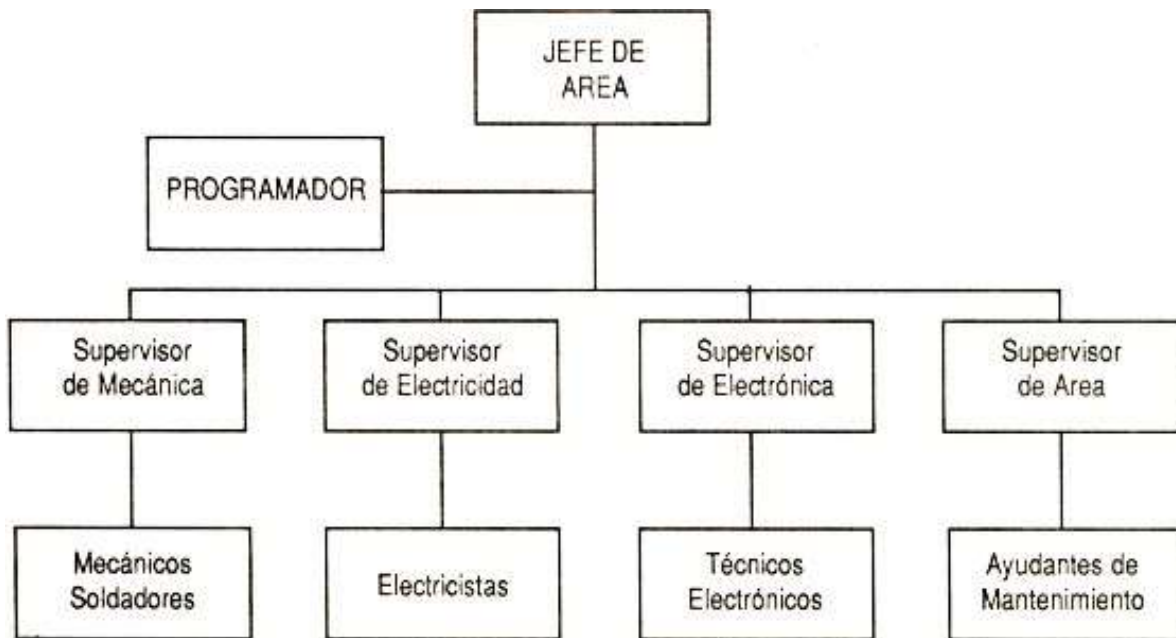 JEFE DE
AREA
PROGRAMADOR
Supervisor
de Mecánica
Supervisor
de Electricidad
Supervisor
de Electrónica
Supervisor
de Area
Mecánicos
Soldadores
Electricistas
Técnicos
Electrónicos
Ayudantes de
Mantenimiento